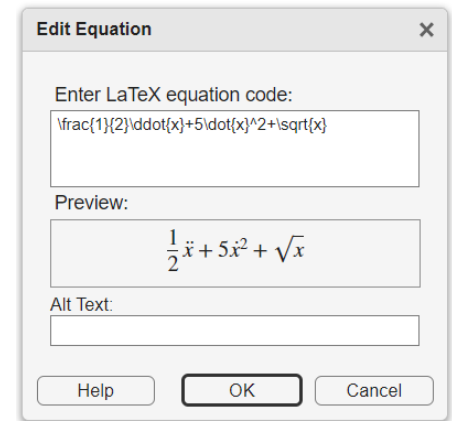 Edit Equation ×
Enter LaTeX equation code:
\frac{1}{2}\ddot{x}+5\dot{x}^2+\sqrt{x}
Preview:
½ẍ + 5ẋ² + √x
Alt Text:
Help OK Cancel